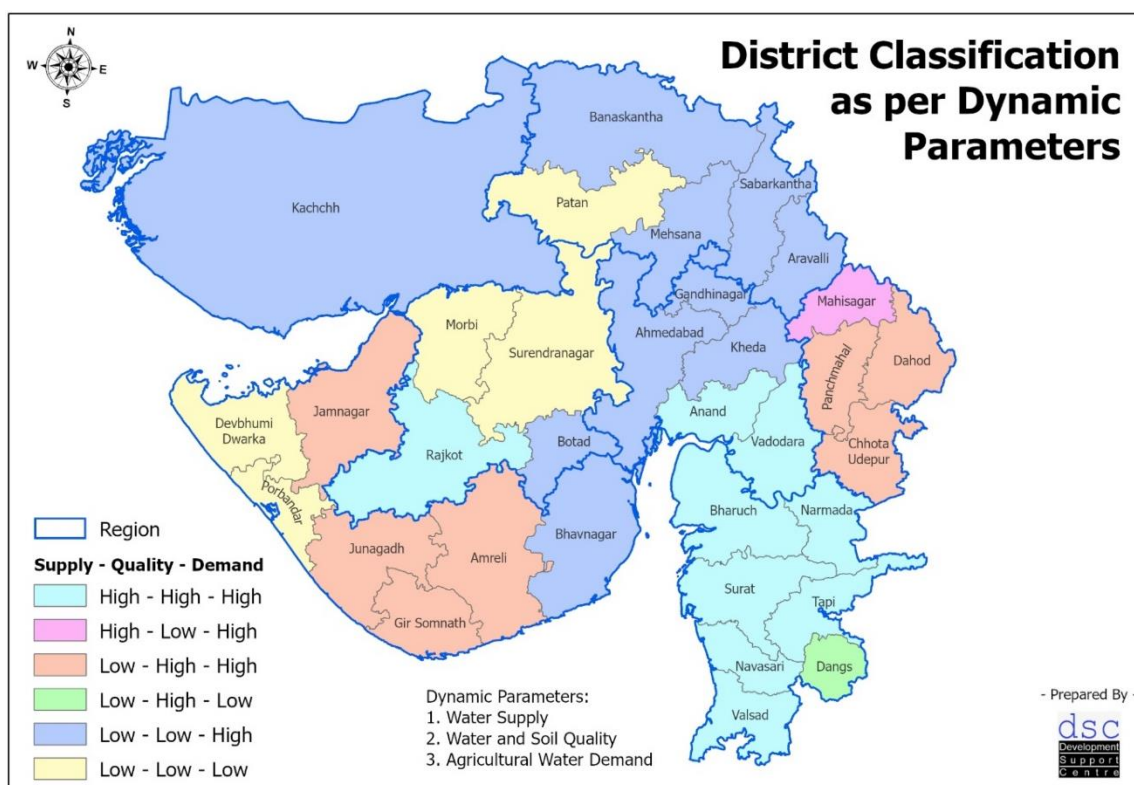 N
W
E
S
District Classification
as per Dynamic
Parameters
Banaskantha
Kachchh
Patan
Sabarkantha
Mehsana
Aravalli
Gandhinagar
Mahisagar
Morbi
Surendranagar
Ahmedabad
Kheda
Panchmahal
Dahod
Jamnagar
Anand
Devbhumi
Dwarka
Rajkot
Botad
Vadodara
Chhota
Udepur
Porbandar
Bharuch
Narmada
Junagadh
Amreli
Bhavnagar
Surat
Tapi
Gir Somnath
Navasari
Dangs
Valsad
Region
Supply - Quality - Demand
High - High - High
High - Low - High
Low - High - High
Low - High - Low
Low - Low - High
Low - Low - Low
Dynamic Parameters:
1. Water Supply
2. Water and Soil Quality
3. Agricultural Water Demand
- Prepared By -
dsc
Development
Support
Centre